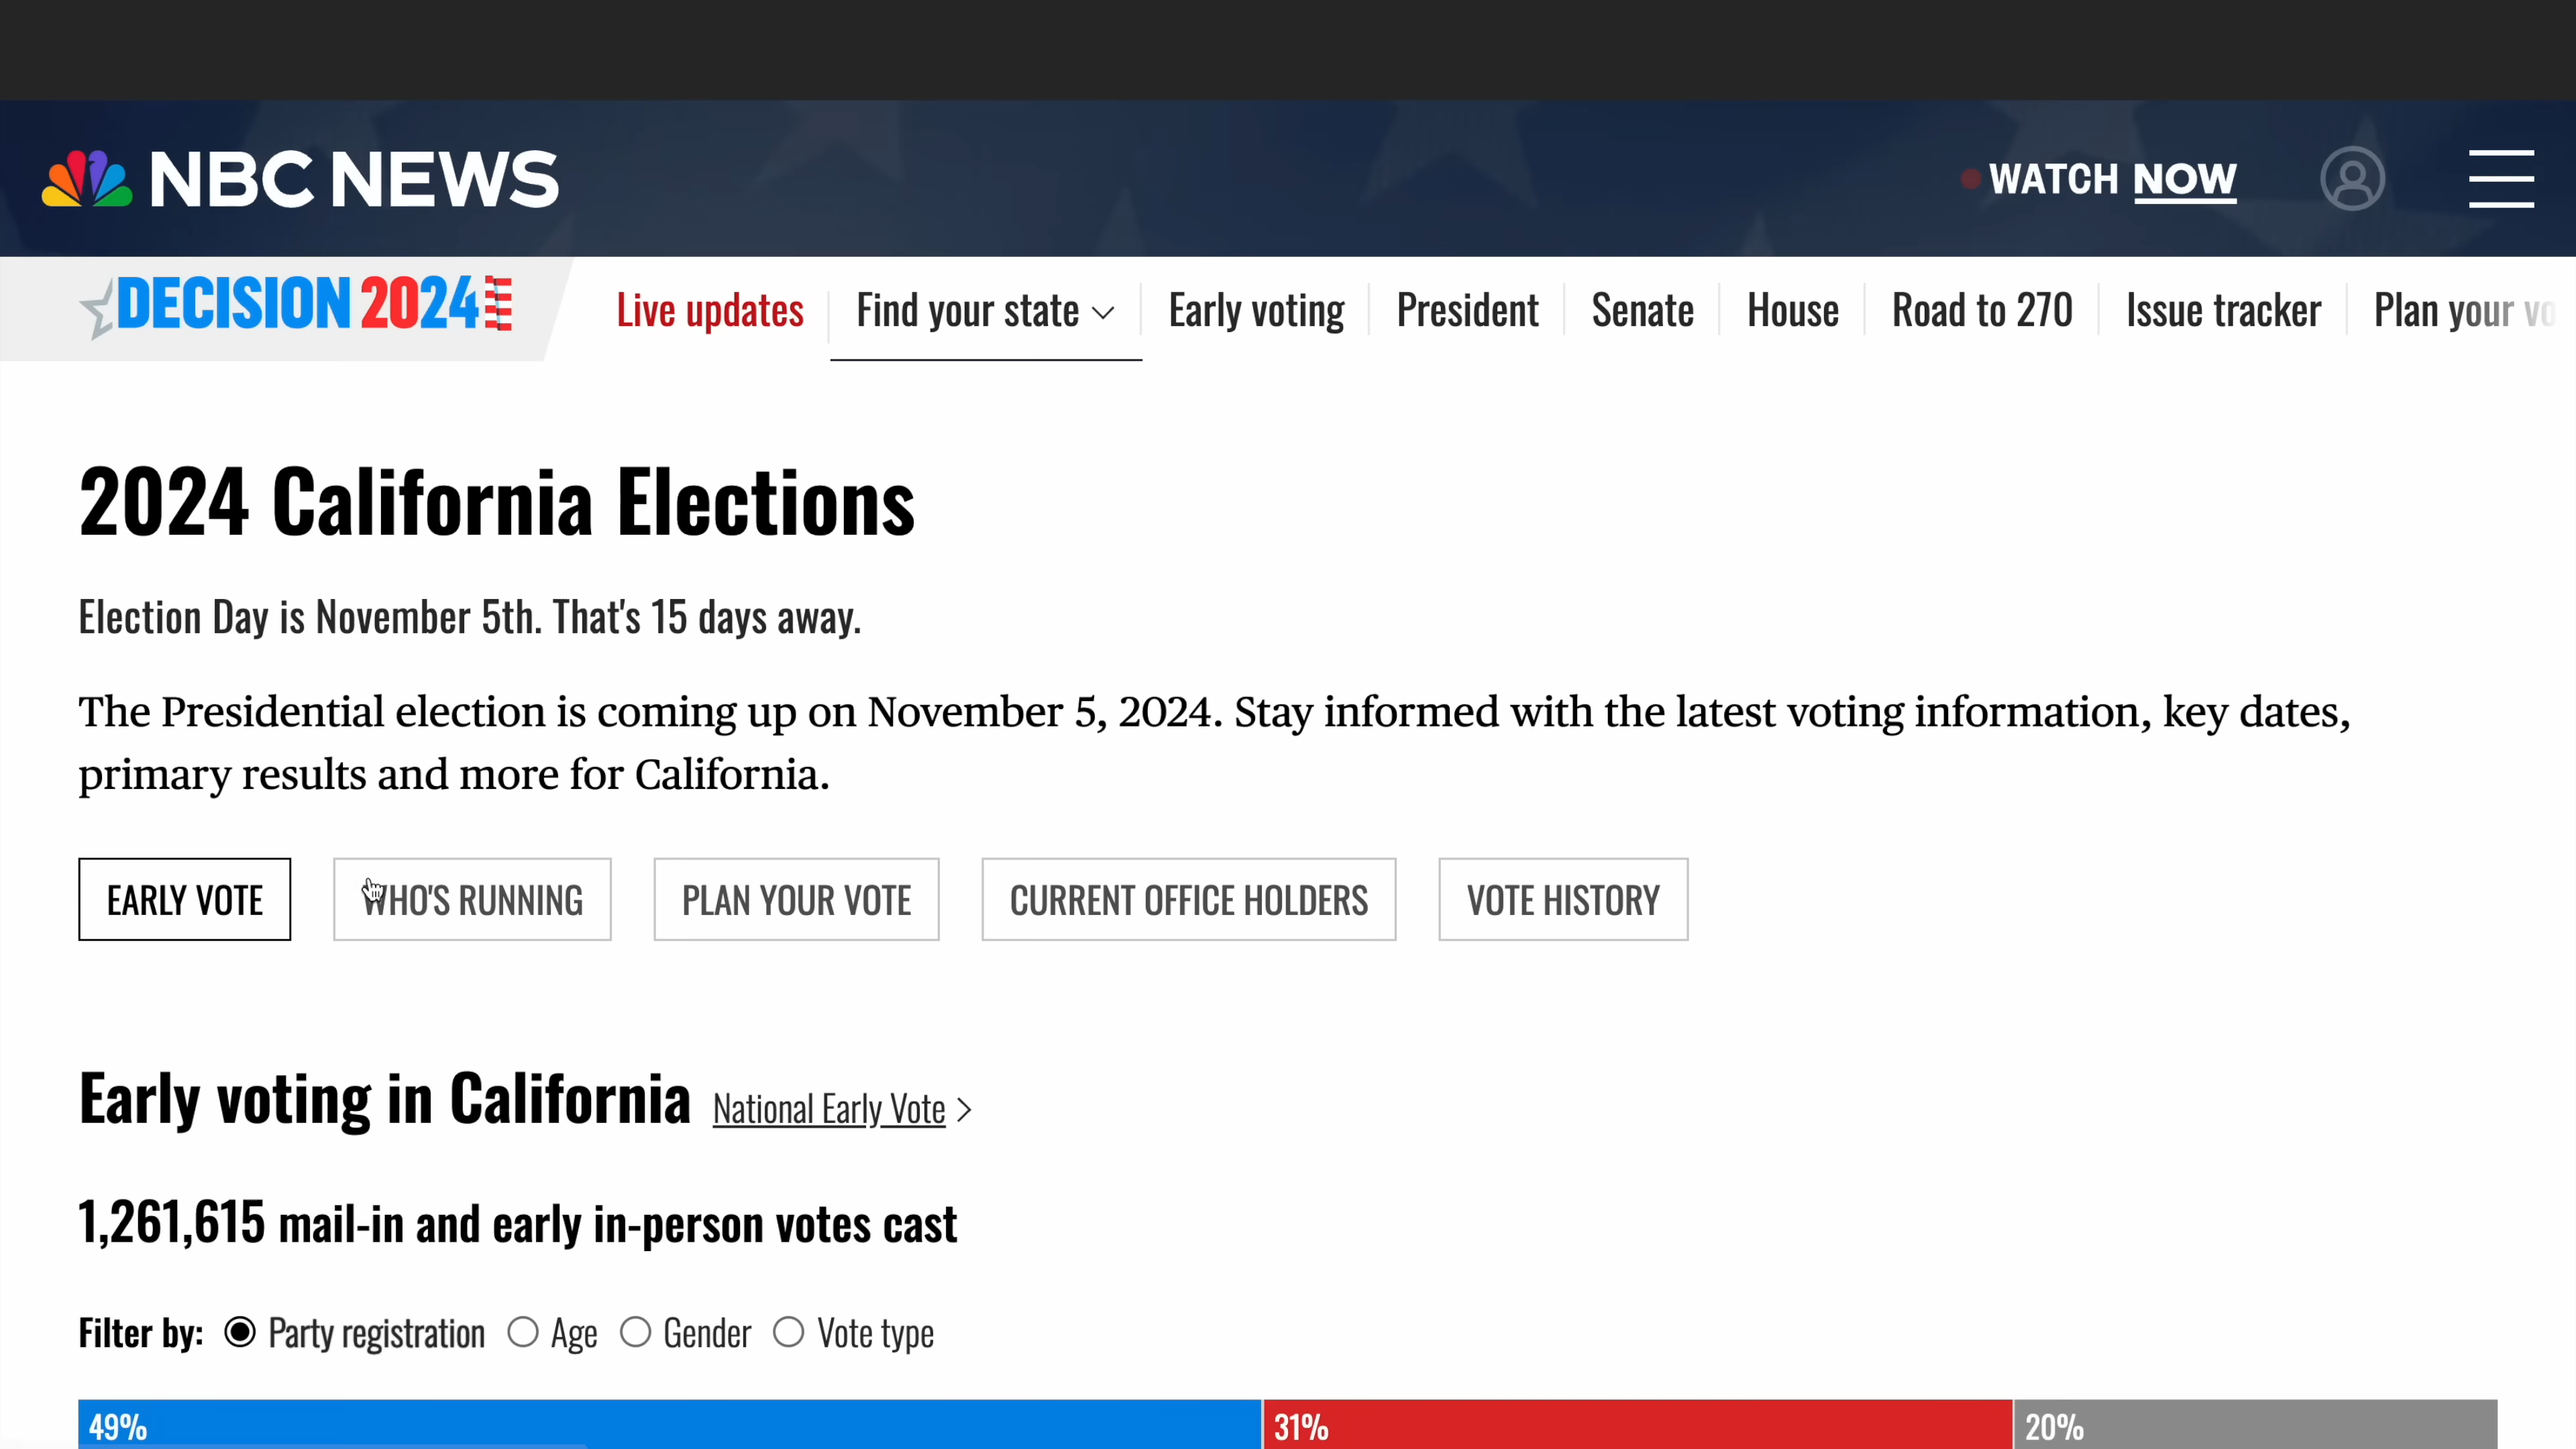 NBC NEWS
WATCH NOW
DECISION 2024
Live updates
Find your state
Early voting
President
Senate
House
Road to 270
Issue tracker
Plan your
2024 California Elections
Election Day is November 5th. That's 15 days away.
The Presidential election is coming up on November 5, 2024. Stay informed with the latest voting information, key dates,
primary results and more for California.
EARLY VOTE
WHO'S RUNNING
PLAN YOUR VOTE
CURRENT OFFICE HOLDERS
VOTE HISTORY
Early voting in California National Early Vote >
1,261,615 mail-in and early in-person votes cast
Filter by: Party registration Age Gender Vote type
49% 31% 20%